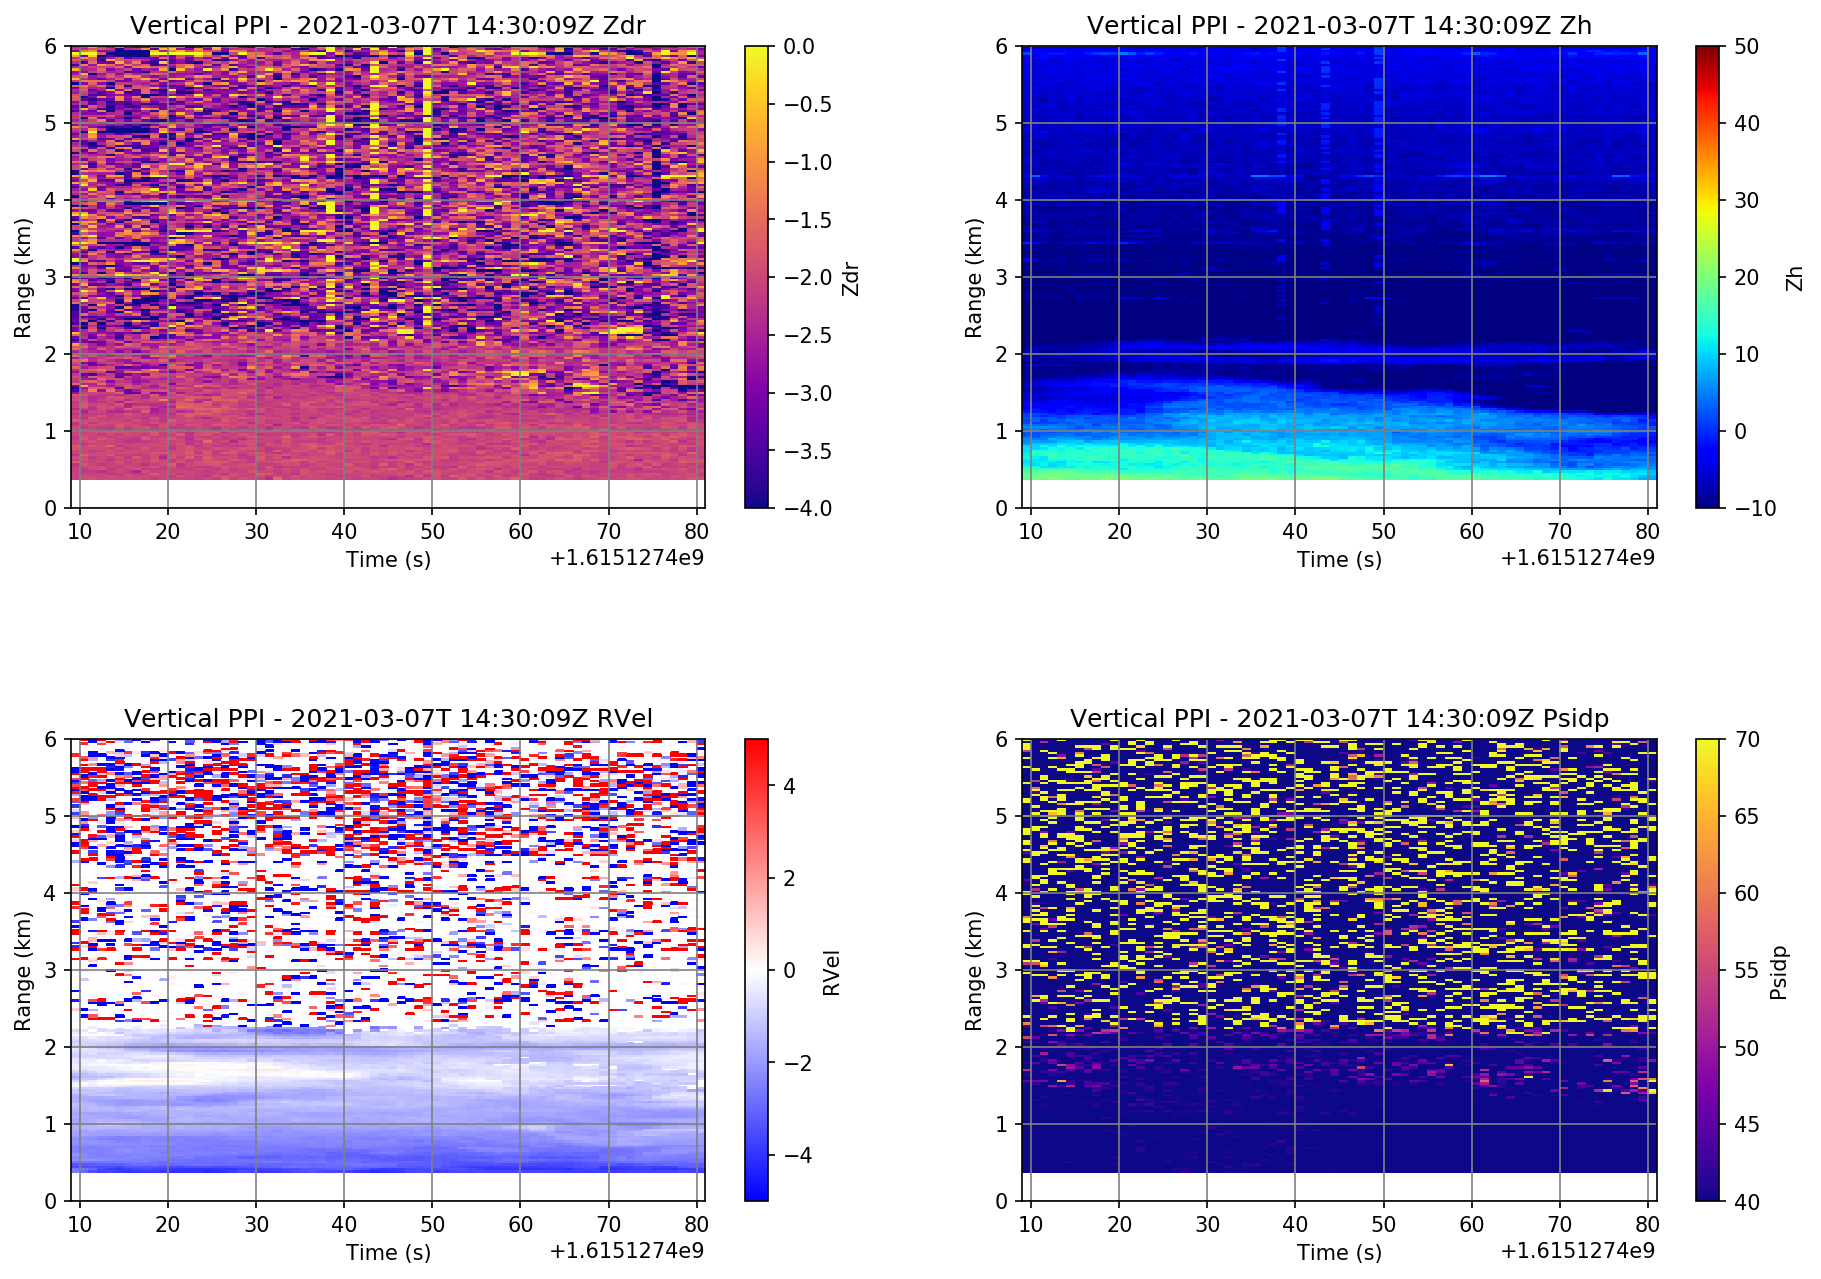 Vertical PPI - 2021-03-07T 14:30:09Z Zdr
6
5
4
3
2
1
0
Range (km)
10 20 30 40 50 60 70 80
Time (s)
+1.6151274e9
0.0
−0.5
−1.0
−1.5
−2.0
−2.5
−3.0
−3.5
−4.0
Zdr
Vertical PPI - 2021-03-07T 14:30:09Z Zh
6
5
4
3
2
1
0
Range (km)
10 20 30 40 50 60 70 80
Time (s)
+1.6151274e9
50
40
30
20
10
0
−10
Zh
Vertical PPI - 2021-03-07T 14:30:09Z RVel
6
5
4
3
2
1
0
Range (km)
10 20 30 40 50 60 70 80
Time (s)
+1.6151274e9
4
2
0
−2
−4
RVel
Vertical PPI - 2021-03-07T 14:30:09Z Psidp
6
5
4
3
2
1
0
Range (km)
10 20 30 40 50 60 70 80
Time (s)
+1.6151274e9
70
65
60
55
50
45
40
Psidp